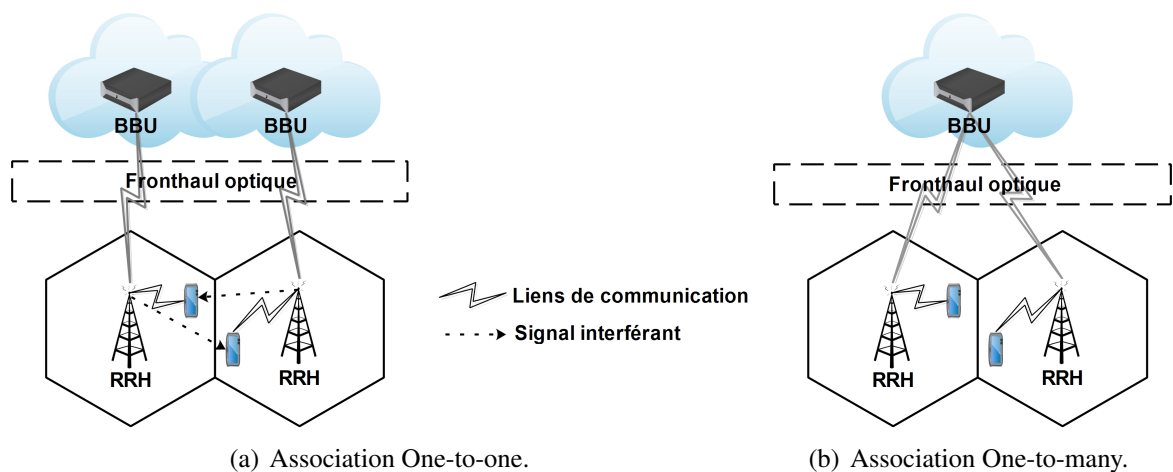 BBU
BBU
BBU
Fronthaul optique
Fronthaul optique
Liens de communication
Signal interférant
RRH
RRH
RRH
RRH
(a) Association One-to-one.
(b) Association One-to-many.